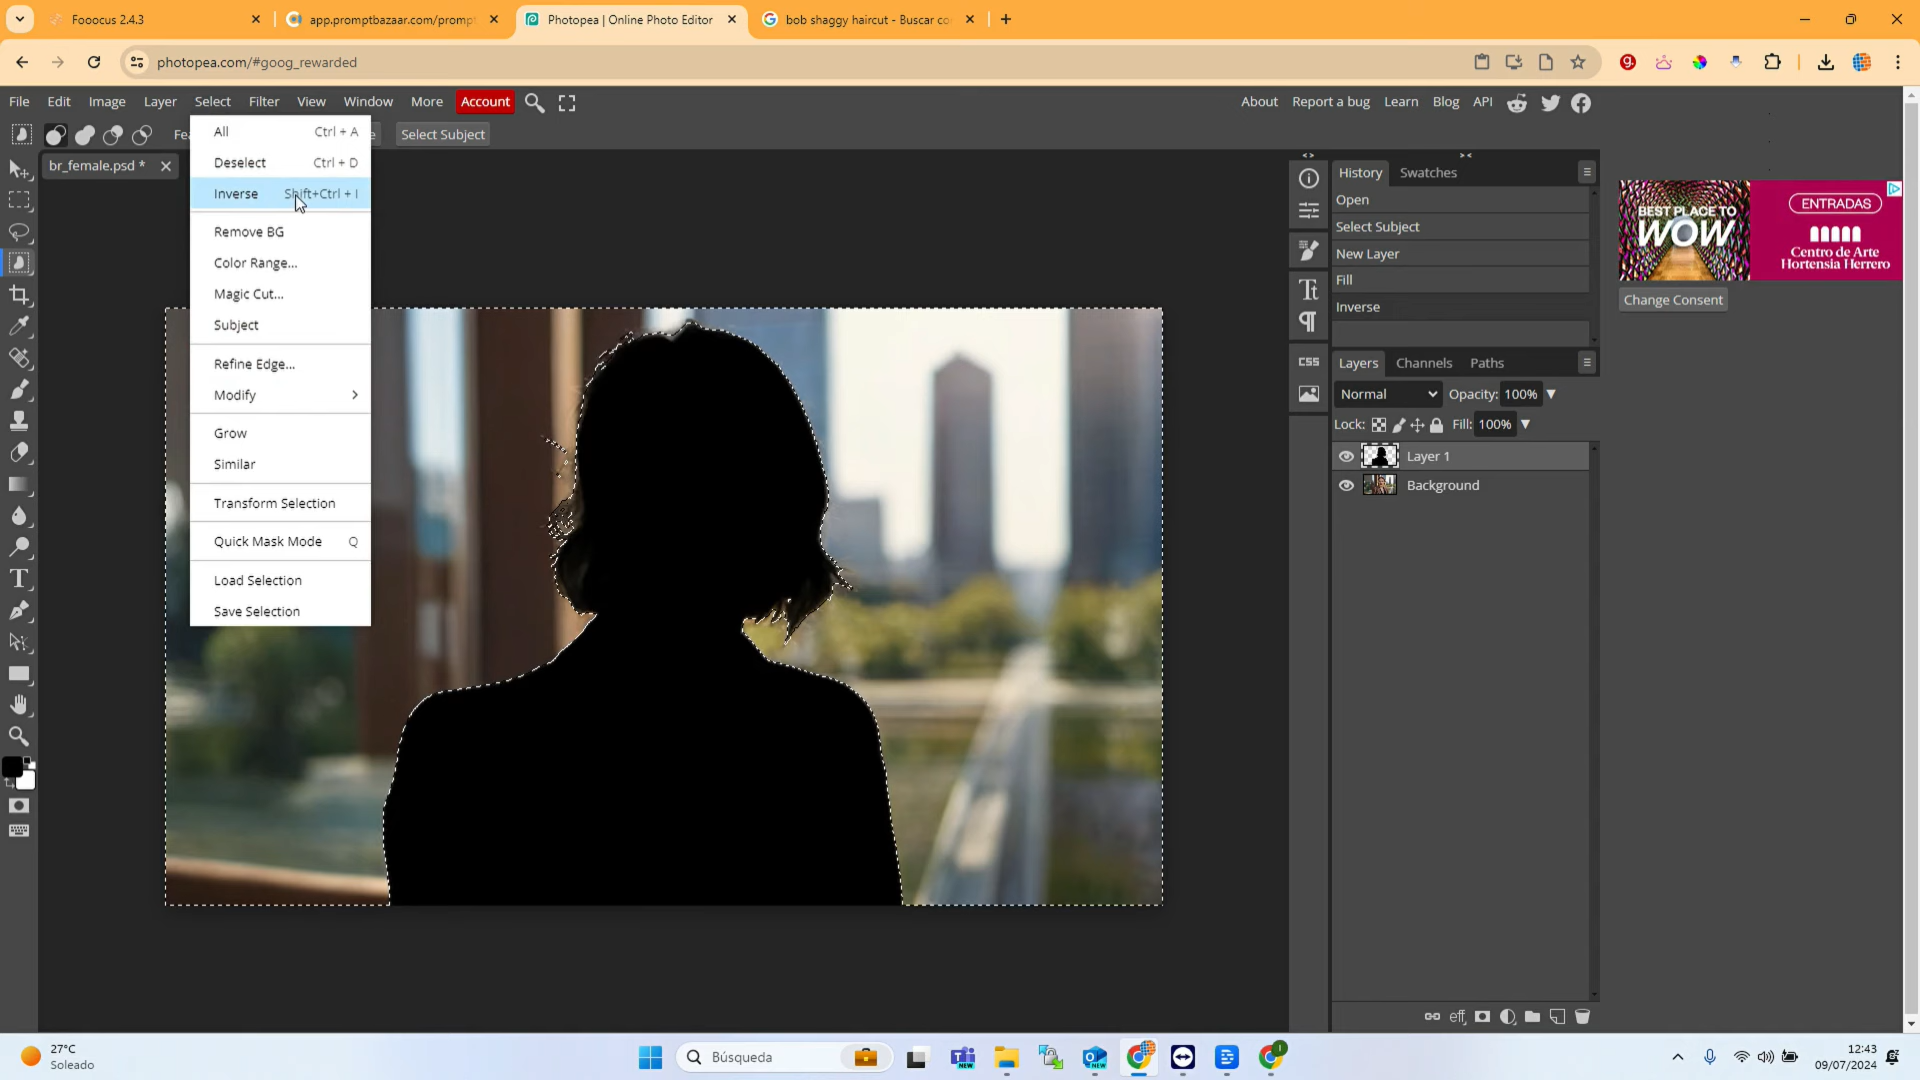 Fooocus 2.4.3
app.promptbazaar.com/prompt
Photopea | Online Photo Editor
bob shaggy haircut - Buscar co
photopea.com/#goog_rewarded
File Edit Image Layer Select Filter View Window More Account
About Report a bug Learn Blog API
Fea
e
Select Subject
br_female.psd *
All Ctrl + A
Deselect Ctrl + D
Inverse Shift+Ctrl + I
Remove BG
Color Range...
Magic Cut...
Subject
Refine Edge...
Modify
Grow
Similar
Transform Selection
Quick Mask Mode Q
Load Selection
Save Selection
History Swatches
Open
Select Subject
New Layer
Fill
Inverse
CSS
Layers Channels Paths
Normal Opacity: 100%
Lock: Fill: 100%
Layer 1
Background
eff
BEST PLACE TO
WOW
ENTRADAS
Centro de Arte
Hortensia Herrero
Change Consent
27°C
Soleado
Búsqueda
NEW
NEW
12:43
09/07/2024